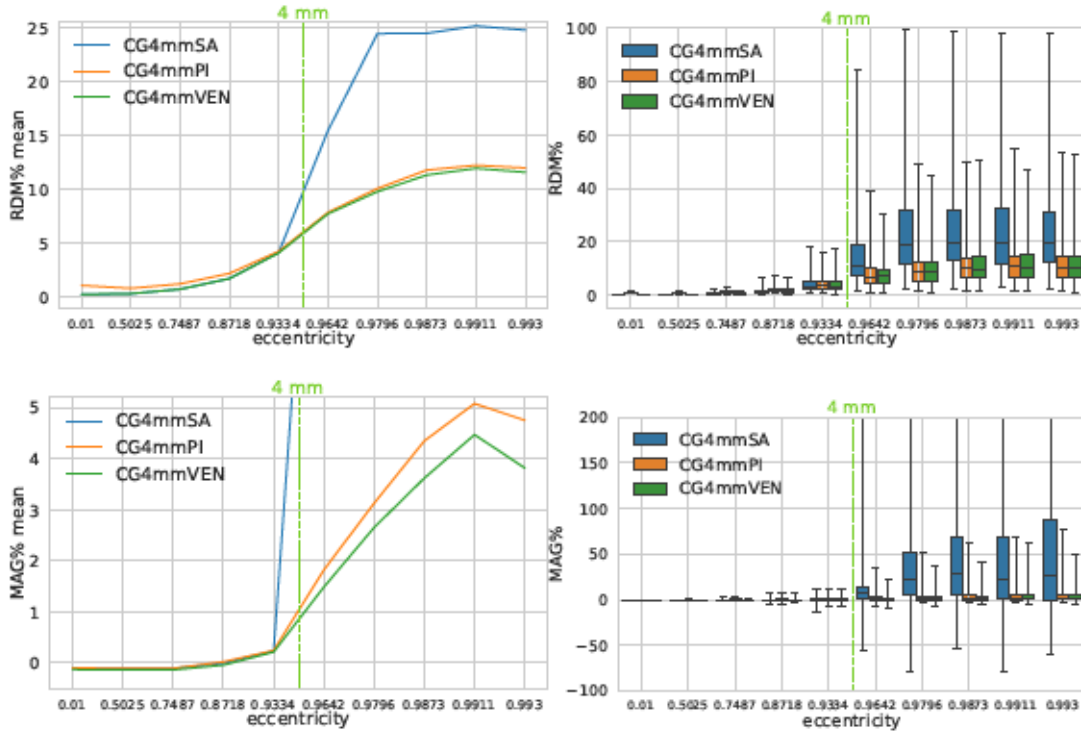 4 mm
25
20
15
10
5
0
RDM% mean
CG4mmSA
CG4mmPI
CG4mmVEN
0.01 0.5025 0.7487 0.8718 0.9334 0.9642 0.9796 0.9873 0.9911 0.993
eccentricity
4 mm
100
80
60
40
20
0
RDM%
CG4mmSA
CG4mmPI
CG4mmVEN
0.01 0.5025 0.7487 0.8718 0.9334 0.9642 0.9796 0.9873 0.9911 0.993
eccentricity
4 mm
5
4
3
2
1
0
MAG% mean
CG4mmSA
CG4mmPI
CG4mmVEN
0.01 0.5025 0.7487 0.8718 0.9334 0.9642 0.9796 0.9873 0.9911 0.993
eccentricity
4 mm
200
150
100
50
0
−50
−100
MAG%
CG4mmSA
CG4mmPI
CG4mmVEN
0.01 0.5025 0.7487 0.8718 0.9334 0.9642 0.9796 0.9873 0.9911 0.993
eccentricity